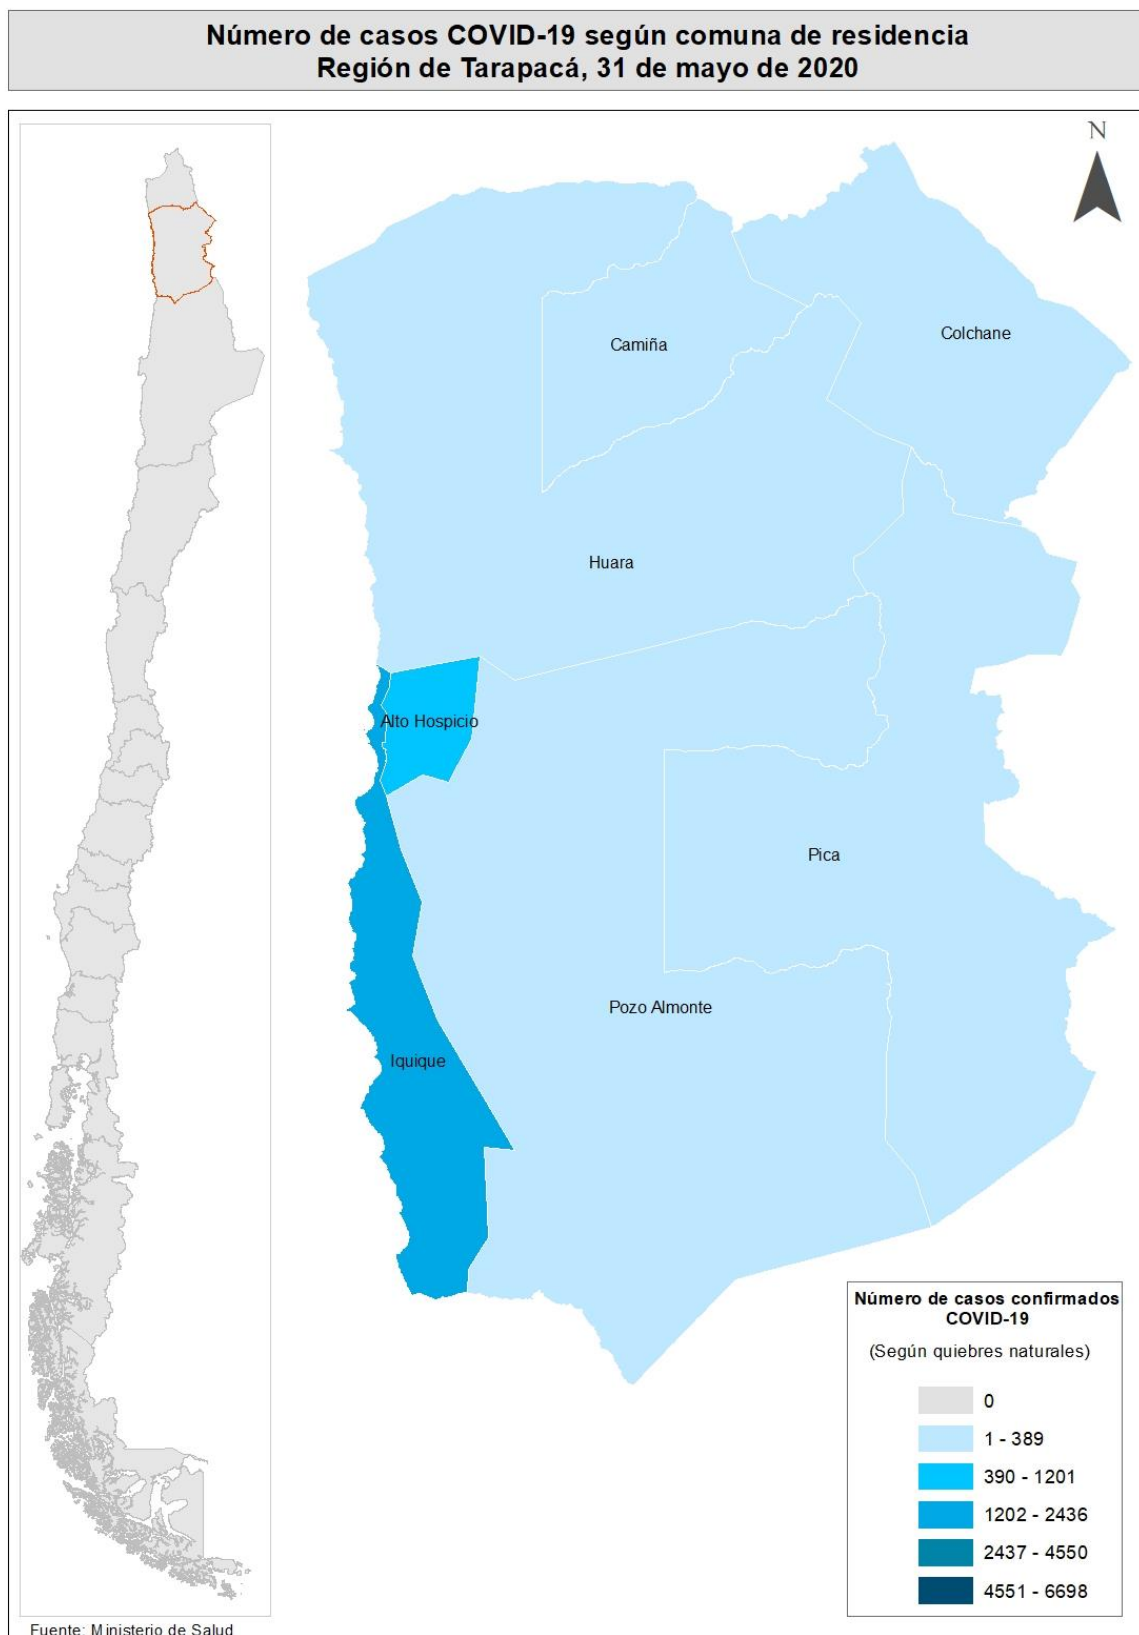 Número de casos COVID-19 según comuna de residencia
Región de Tarapacá, 31 de mayo de 2020
N
Camiña
Colchane
Huara
Alto Hospicio
Pica
Pozo Almonte
Iquique
Número de casos confirmados
COVID-19
(Según quiebres naturales)
0
1 - 389
390 - 1201
1202 - 2436
2437 - 4550
4551 - 6698
Fuente: Ministerio de Salud